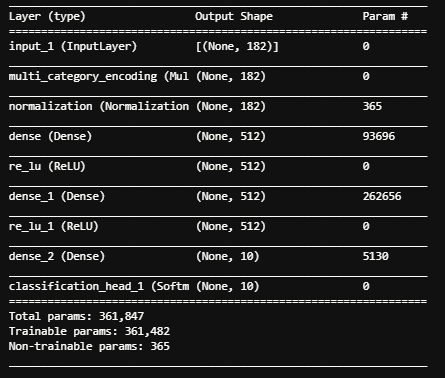 Layer (type) Output Shape Param #
input_1 (InputLayer) [(None, 182)] 0
multi_category_encoding (Mul (None, 182) 0
normalization (Normalization (None, 182) 365
dense (Dense) (None, 512) 93696
re_lu (ReLU) (None, 512) 0
dense_1 (Dense) (None, 512) 262656
re_lu_1 (ReLU) (None, 512) 0
dense_2 (Dense) (None, 10) 5130
classification_head_1 (Softm (None, 10) 0
Total params: 361,847
Trainable params: 361,482
Non-trainable params: 365